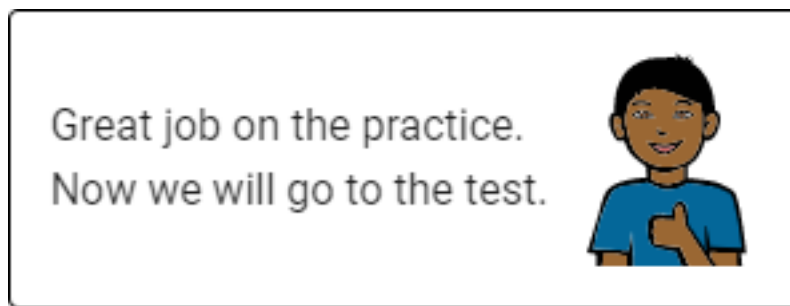 Great job on the practice.
Now we will go to the test.